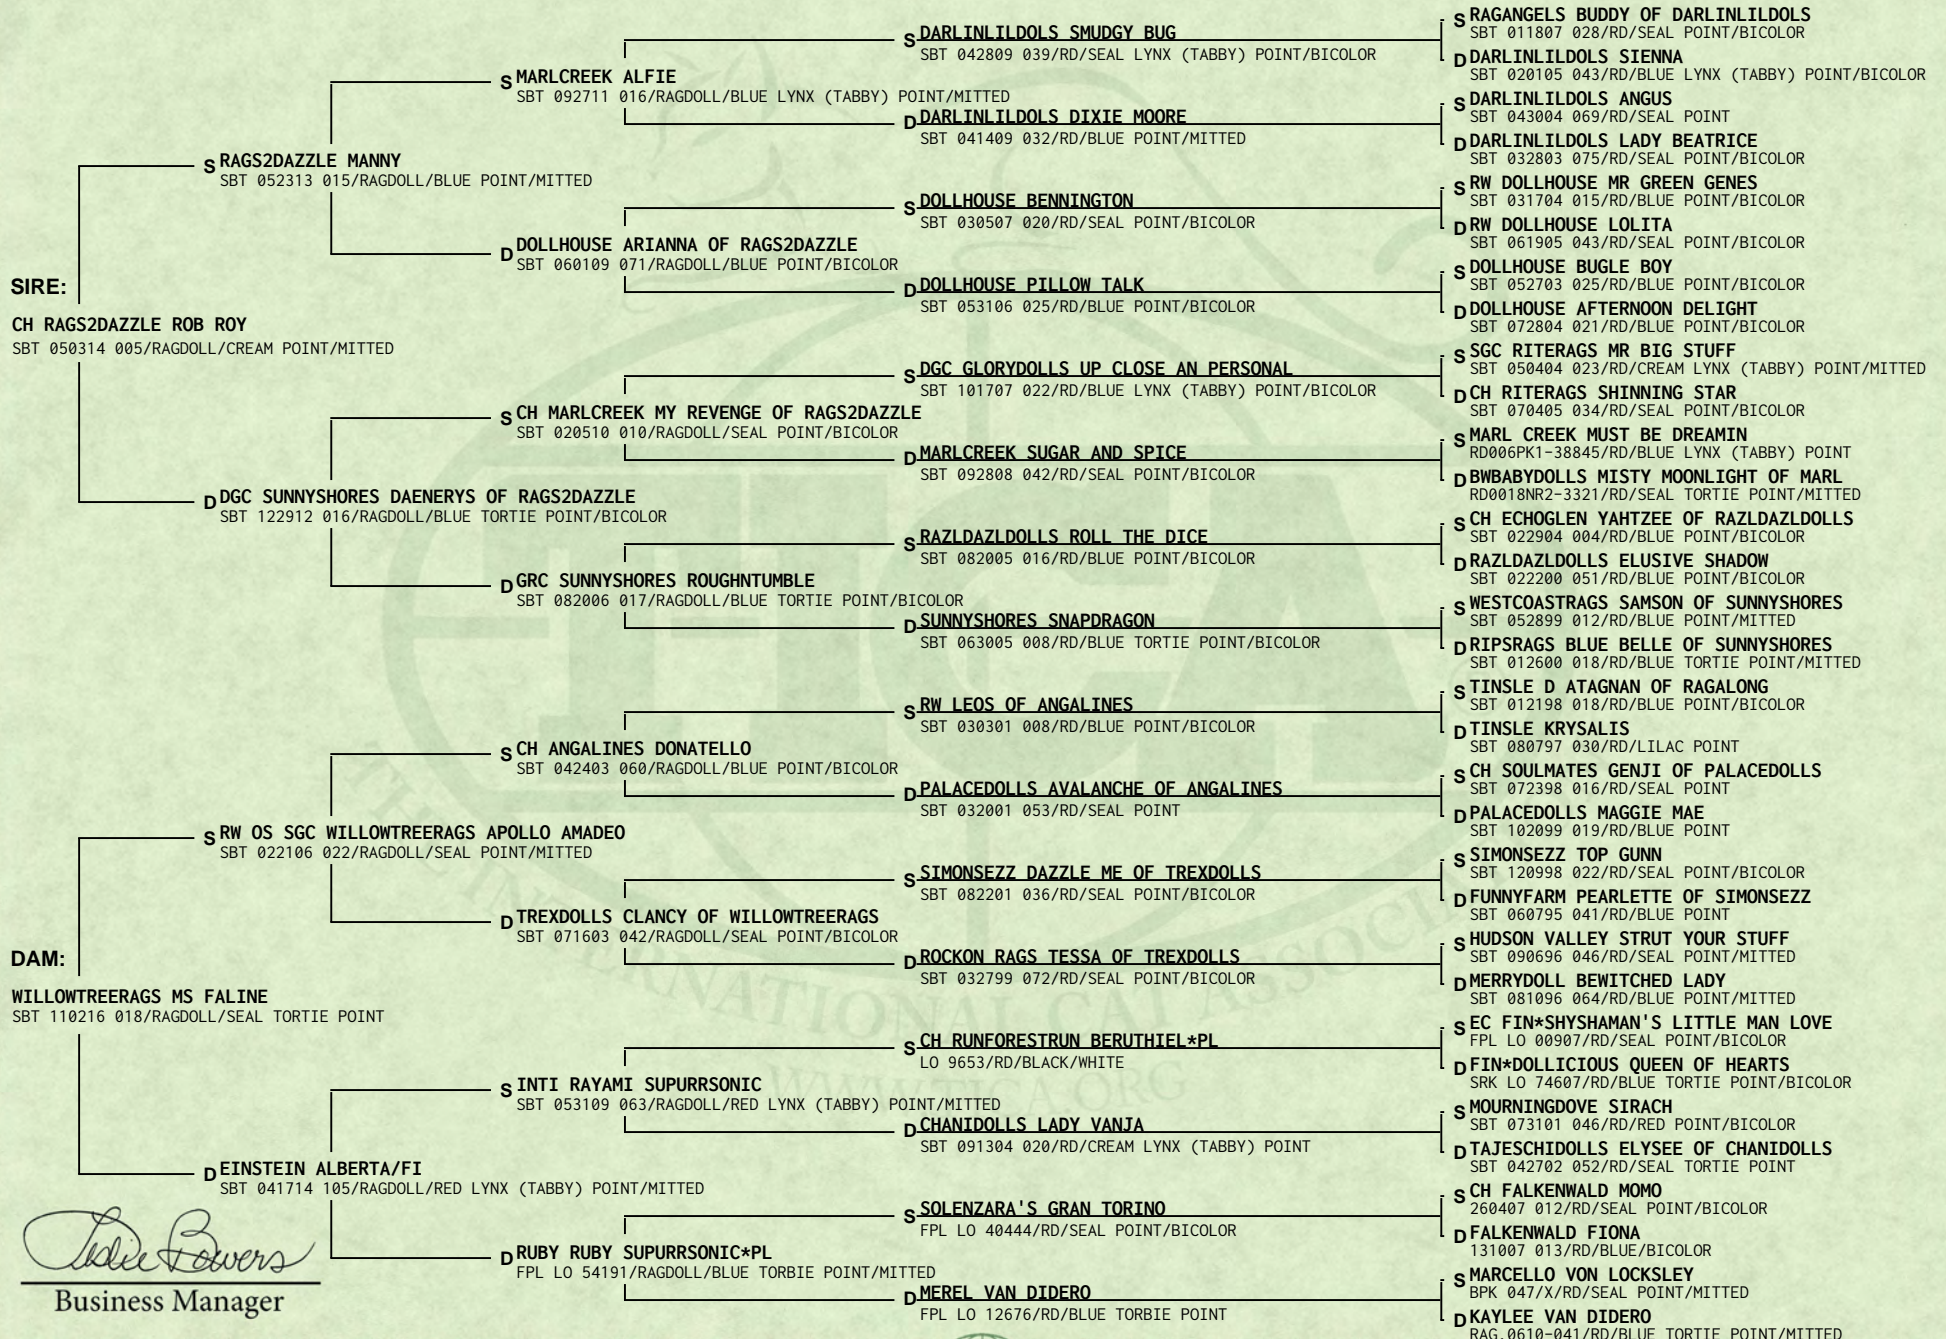 SIRE:
CH RAGS2DAZZLE ROB ROY
SBT 050314 005/RAGDOLL/CREAM POINT/MITTED
DAM:
WILLOWTREERAGS MS FALINE
SBT 110216 018/RAGDOLL/SEAL TORTIE POINT
S RAGS2DAZZLE MANNY
SBT 052313 015/RAGDOLL/BLUE POINT/MITTED
D DGC SUNNYSHORES DAENERYS OF RAGS2DAZZLE
SBT 122912 016/RAGDOLL/BLUE TORTIE POINT/BICOLOR
S RW OS SGC WILLOWTREERAGS APOLLO AMADEO
SBT 022106 022/RAGDOLL/SEAL POINT/MITTED
D EINSTEIN ALBERTA/FI
SBT 041714 105/RAGDOLL/RED LYNX (TABBY) POINT/MITTED
S MARLCREEK ALFIE
SBT 092711 016/RAGDOLL/BLUE LYNX (TABBY) POINT/MITTED
D DOLLHOUSE ARIANNA OF RAGS2DAZZLE
SBT 060109 071/RAGDOLL/BLUE POINT/BICOLOR
S CH MARLCREEK MY REVENGE OF RAGS2DAZZLE
SBT 020510 010/RAGDOLL/SEAL POINT/BICOLOR
D GRC SUNNYSHORES ROUGHNTUMBLE
SBT 082006 017/RAGDOLL/BLUE TORTIE POINT/BICOLOR
S CH ANGALINES DONATELLO
SBT 042403 060/RAGDOLL/BLUE POINT/BICOLOR
D TREXDOLLS CLANCY OF WILLOWTREERAGS
SBT 071603 042/RAGDOLL/SEAL POINT/BICOLOR
S INTI RAYAMI SUPURRSONIC
SBT 053109 063/RAGDOLL/RED LYNX (TABBY) POINT/MITTED
D RUBY RUBY SUPURRSONIC*PL
FPL LO 54191/RAGDOLL/BLUE TORBIE POINT/MITTED
S DARLINLILDOLS SMUDGY BUG
SBT 042809 039/RD/SEAL LYNX (TABBY) POINT/BICOLOR
D DARLINLILDOLS DIXIE MOORE
SBT 041409 032/RD/BLUE POINT/MITTED
S DOLLHOUSE BENNINGTON
SBT 030507 020/RD/SEAL POINT/BICOLOR
D DOLLHOUSE PILLOW TALK
SBT 053106 025/RD/BLUE POINT/BICOLOR
S DGC GLORYDOLLS UP CLOSE AN PERSONAL
SBT 101707 022/RD/BLUE LYNX (TABBY) POINT/BICOLOR
D MARLCREEK SUGAR AND SPICE
SBT 092808 042/RD/SEAL POINT/BICOLOR
S RAZLDAZLDOLLS ROLL THE DICE
SBT 082005 016/RD/BLUE POINT/BICOLOR
D SUNNYSHORES SNAPDRAGON
SBT 063005 008/RD/BLUE TORTIE POINT/BICOLOR
S RW LEOS OF ANGALINES
SBT 030301 008/RD/BLUE POINT/BICOLOR
D PALACEDOLLS AVALANCHE OF ANGALINES
SBT 032001 053/RD/SEAL POINT
S SIMONSEZZ DAZZLE ME OF TREXDOLLS
SBT 082201 036/RD/SEAL POINT/BICOLOR
D ROCKON RAGS TESSA OF TREXDOLLS
SBT 032799 072/RD/SEAL POINT/BICOLOR
S CH RUNFORESTRUN BERUTHIEL*PL
LO 9653/RD/BLACK/WHITE
D CHANIDOLLS LADY VANJA
SBT 091304 020/RD/CREAM LYNX (TABBY) POINT
S SOLENZARA'S GRAN TORINO
FPL LO 40444/RD/SEAL POINT/BICOLOR
D MEREL VAN DIDERO
FPL LO 12676/RD/BLUE TORBIE POINT
S RAGANGELS BUDDY OF DARLINLILDOLS
SBT 011807 028/RD/SEAL POINT/BICOLOR
D DARLINLILDOLS SIENNA
SBT 020105 043/RD/BLUE LYNX (TABBY) POINT/BICOLOR
S DARLINLILDOLS ANGUS
SBT 043004 069/RD/SEAL POINT
D DARLINLILDOLS LADY BEATRICE
SBT 032803 075/RD/SEAL POINT/BICOLOR
S RW DOLLHOUSE MR GREEN GENES
SBT 031704 015/RD/BLUE POINT/BICOLOR
D RW DOLLHOUSE LOLITA
SBT 061905 043/RD/SEAL POINT/BICOLOR
S DOLLHOUSE BUGLE BOY
SBT 052703 025/RD/BLUE POINT/BICOLOR
D DOLLHOUSE AFTERNOON DELIGHT
SBT 072804 021/RD/BLUE POINT/BICOLOR
S SGC RITERAGS MR BIG STUFF
SBT 050404 023/RD/CREAM LYNX (TABBY) POINT/MITTED
D CH RITERAGS SHINNING STAR
SBT 070405 034/RD/SEAL POINT/BICOLOR
S MARL CREEK MUST BE DREAMIN
RD006PK1-38845/RD/BLUE LYNX (TABBY) POINT
D BWBABYDOLLS MISTY MOONLIGHT OF MARL
RD0018NR2-3321/RD/SEAL TORTIE POINT/MITTED
S CH ECHOGLEN YAHTZEE OF RAZLDAZLDOLLS
SBT 022904 004/RD/BLUE POINT/BICOLOR
D RAZLDAZLDOLLS ELUSIVE SHADOW
SBT 022200 051/RD/BLUE POINT/BICOLOR
S WESTCOASTRAGS SAMSON OF SUNNYSHORES
SBT 052899 012/RD/BLUE POINT/MITTED
D RIPSRAGS BLUE BELLE OF SUNNYSHORES
SBT 012600 018/RD/BLUE TORTIE POINT/MITTED
S TINSLE D ATAGNAN OF RAGALONG
SBT 012198 018/RD/BLUE POINT/BICOLOR
D TINSLE KRYSALIS
SBT 080797 030/RD/LILAC POINT
S CH SOULMATES GENJI OF PALACEDOLLS
SBT 072398 016/RD/SEAL POINT
D PALACEDOLLS MAGGIE MAE
SBT 102099 019/RD/BLUE POINT
S SIMONSEZZ TOP GUNN
SBT 120998 022/RD/SEAL POINT/BICOLOR
D FUNNYFARM PEARLETTE OF SIMONSEZZ
SBT 060795 041/RD/BLUE POINT
S HUDSON VALLEY STRUT YOUR STUFF
SBT 090696 046/RD/SEAL POINT/MITTED
D MERRYDOLL BEWITCHED LADY
SBT 081096 064/RD/BLUE POINT/MITTED
S EC FIN*SHYSHAMAN'S LITTLE MAN LOVE
FPL LO 00907/RD/SEAL POINT/BICOLOR
D FIN*DOLLICIOUS QUEEN OF HEARTS
SRK LO 74607/RD/BLUE TORTIE POINT/BICOLOR
S MOURNINGDOVE SIRACH
SBT 073101 046/RD/RED POINT/BICOLOR
D TAJESCHIDOLLS ELYSEE OF CHANIDOLLS
SBT 042702 052/RD/SEAL TORTIE POINT
S CH FALKENWALD MOMO
260407 012/RD/SEAL POINT/BICOLOR
D FALKENWALD FIONA
131007 013/RD/BLUE/BICOLOR
S MARCELLO VON LOCKSLEY
BPK 047/X/RD/SEAL POINT/MITTED
D KAYLEE VAN DIDERO
RAG.0610-041/RD/BLUE TORTIE POINT/MITTED
TICA
THE INTERNATIONAL CAT ASSOCI
WWW.TICA.ORG
Leslie Bowers
Business Manager